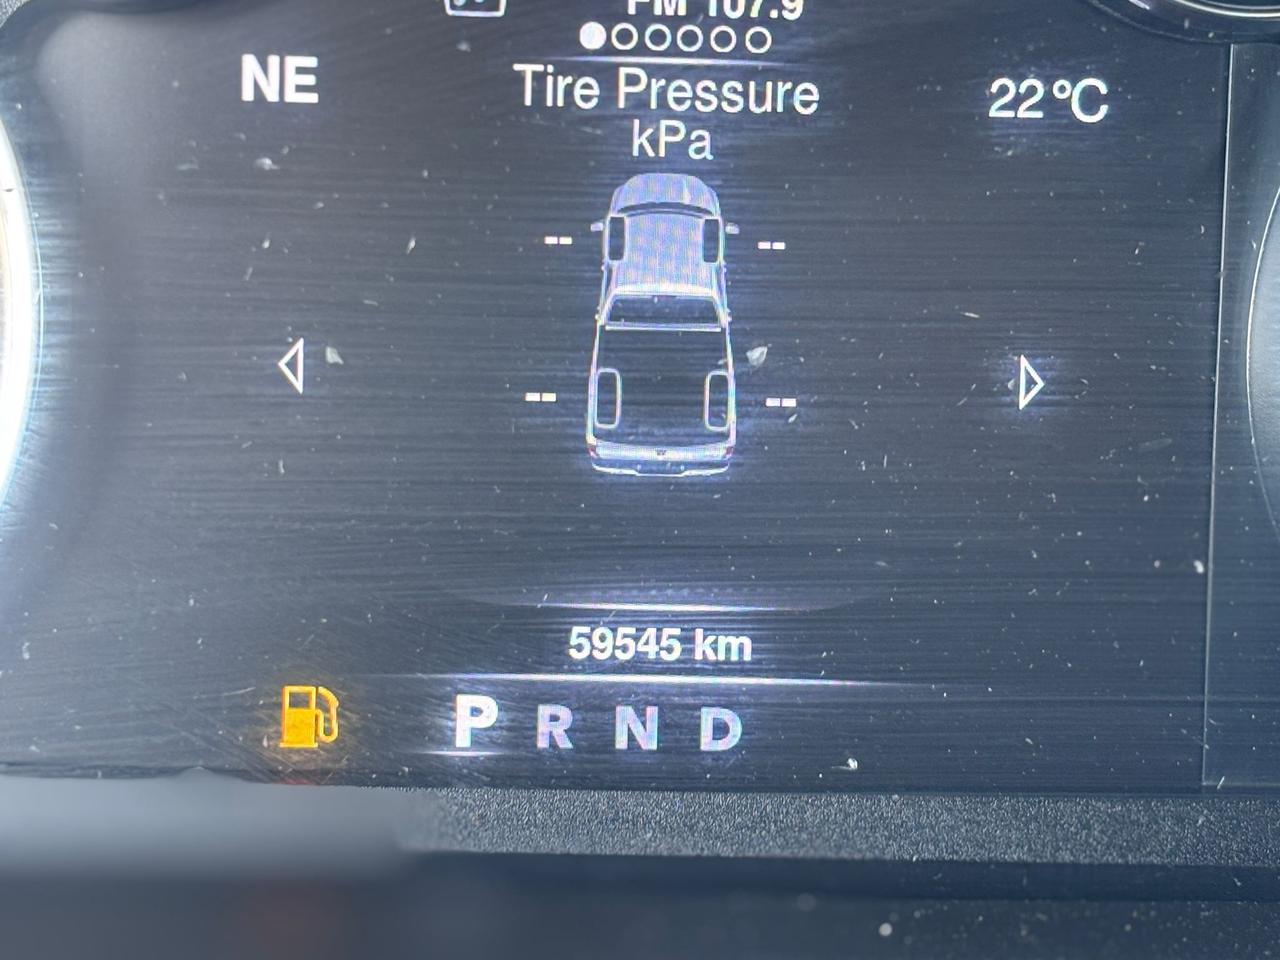 FM 107.9
NE
Tire Pressure
22°C
kPa
-- --
-- --
59545 km
P R N D